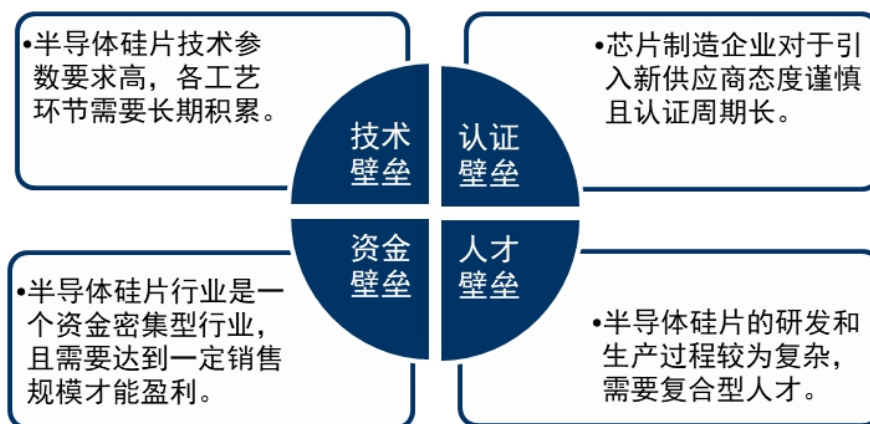 •半导体硅片技术参
数要求高，各工艺
环节需要长期积累。
技术
壁垒
认证
壁垒
•芯片制造企业对于引
入新供应商态度谨慎
且认证周期长。
•半导体硅片行业是一
个资金密集型行业，
且需要达到一定销售
规模才能盈利。
资金
壁垒
人才
壁垒
•半导体硅片的研发和
生产过程较为复杂，
需要复合型人才。